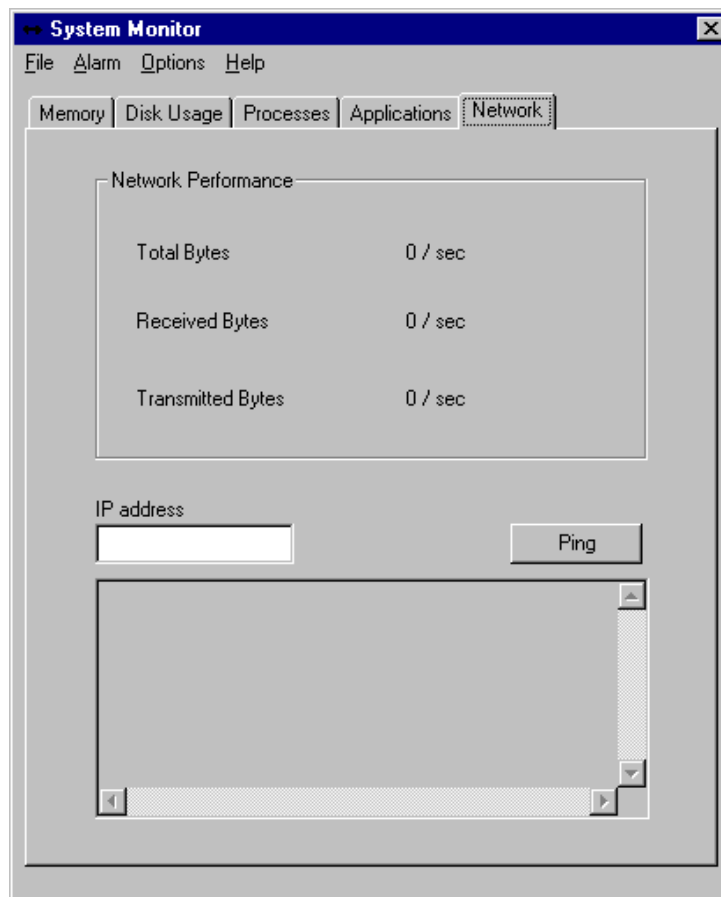 System Monitor
File Alarm Options Help
Memory Disk Usage Processes Applications Network
Network Performance
Total Bytes 0 / sec
Received Bytes 0 / sec
Transmitted Bytes 0 / sec
IP address
Ping